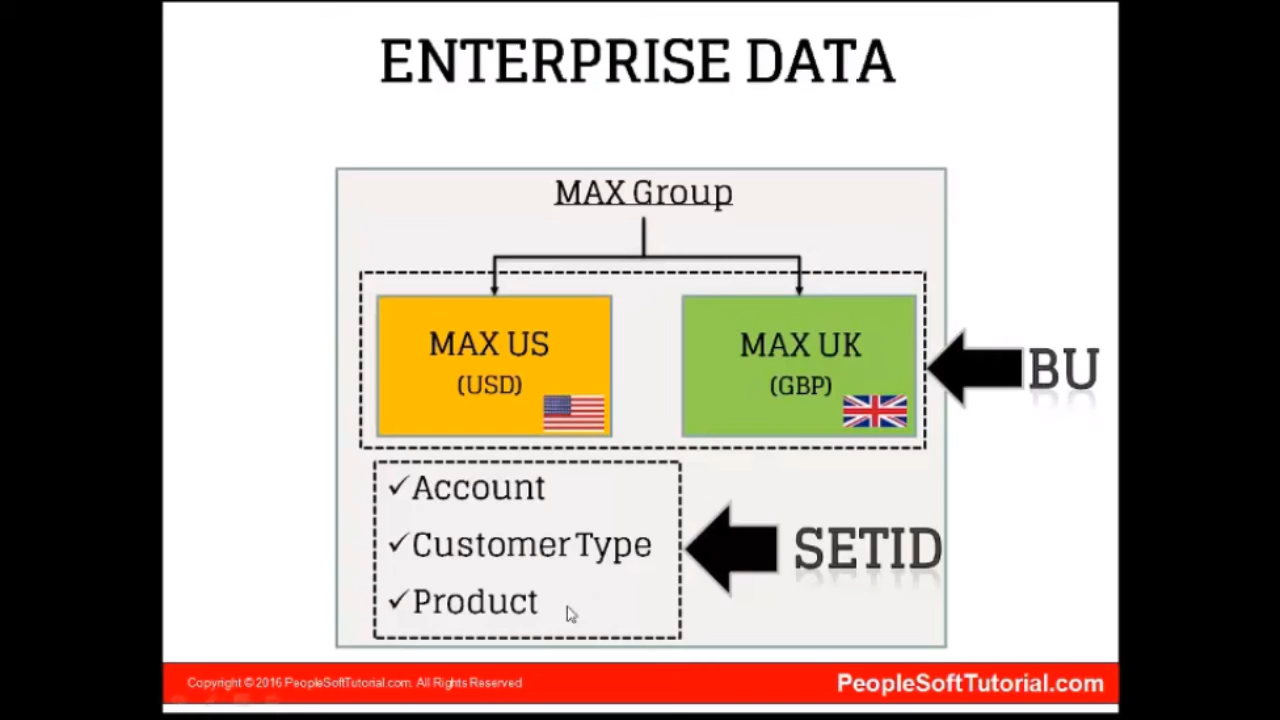 ENTERPRISE DATA
MAX Group
MAX US
(USD)
MAX UK
(GBP)
BU
✓Account
✓Customer Type
✓Product
SETID
Copyright © 2016 PeopleSoftTutorial.com. All Rights Reserved
PeopleSoftTutorial.com